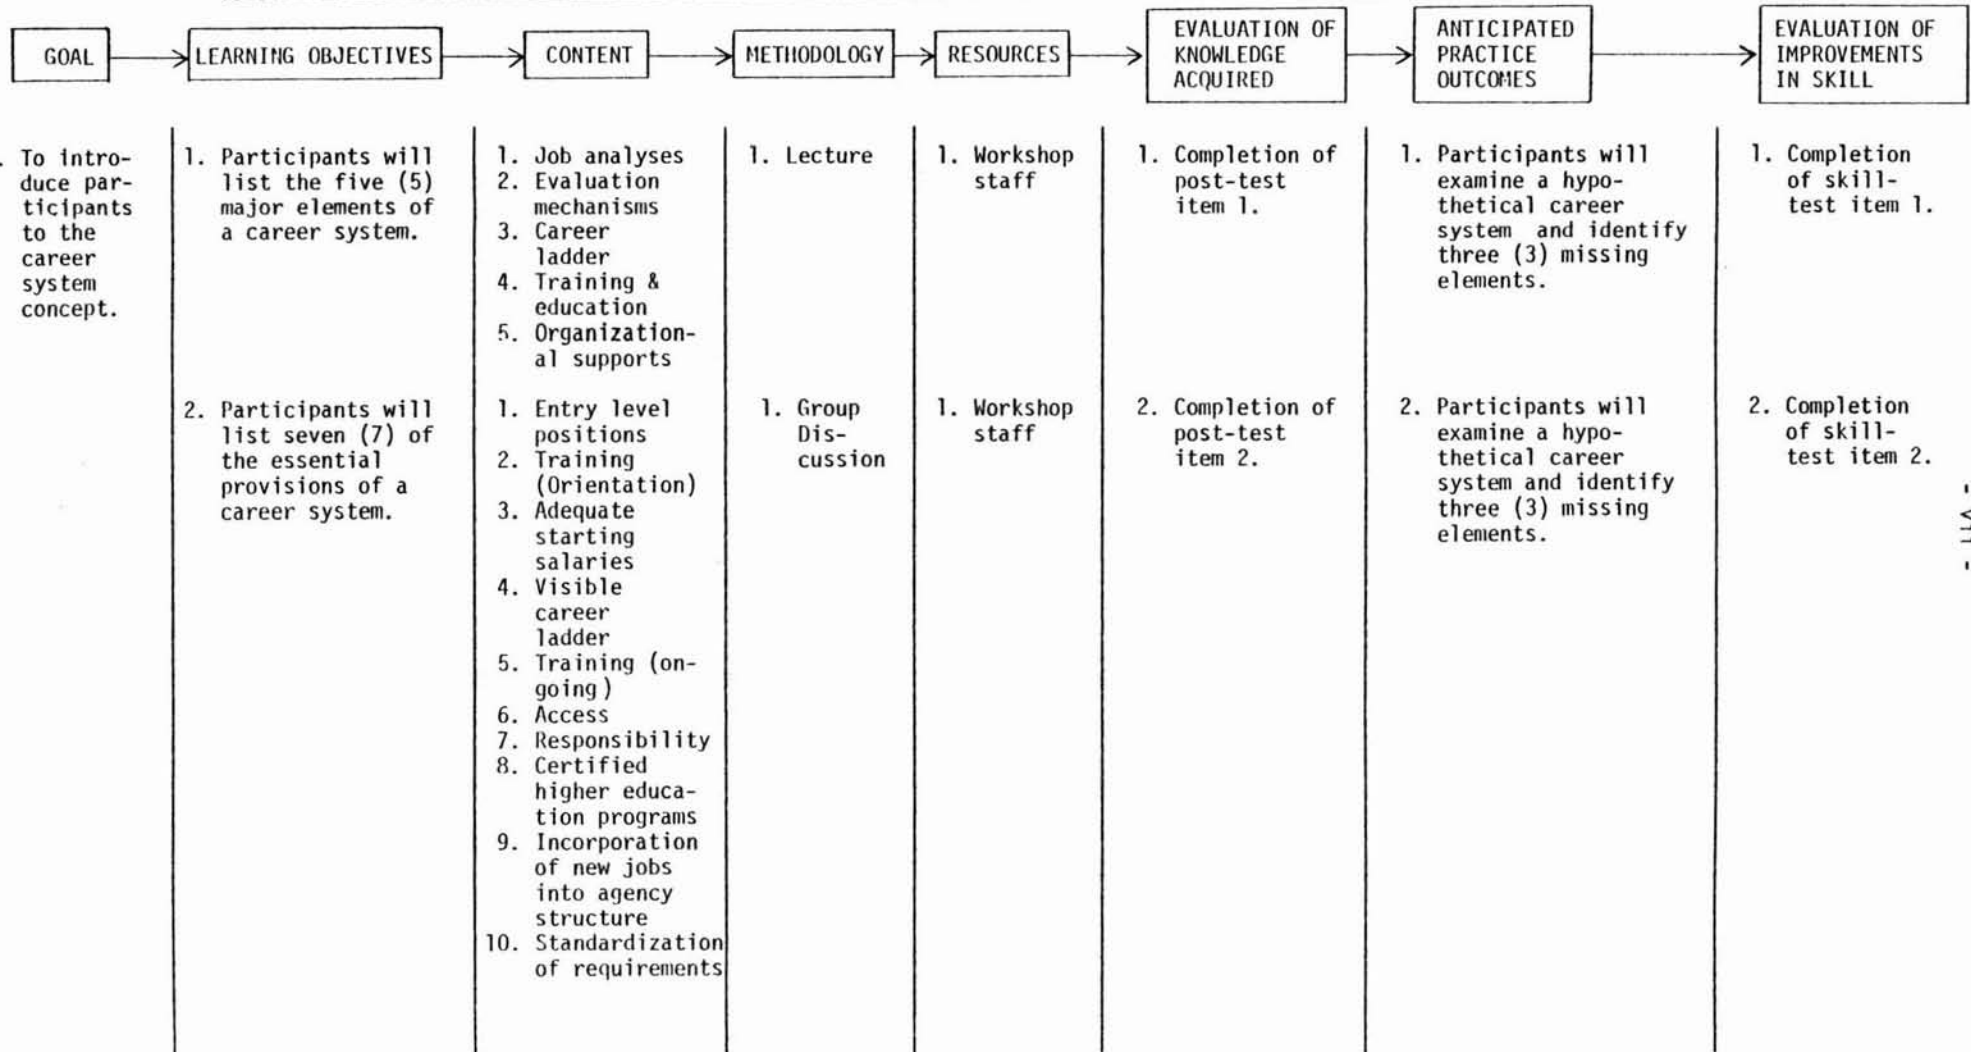 GOAL
LEARNING OBJECTIVES
CONTENT
METHODOLOGY
RESOURCES
EVALUATION OF
KNOWLEDGE
ACQUIRED
ANTICIPATED
PRACTICE
OUTCOMES
EVALUATION OF
IMPROVEMENTS
IN SKILL
. To intro-
duce par-
ticipants
to the
career
system
concept.
1. Participants will
list the five (5)
major elements of
a career system.
1. Job analyses
2. Evaluation
mechanisms
3. Career
ladder
4. Training &
education
5. Organization-
al supports
1. Lecture
1. Workshop
staff
1. Completion of
post-test
item 1.
1. Participants will
examine a hypo-
thetical career
system and identify
three (3) missing
elements.
1. Completion
of skill-
test item 1.
2. Participants will
list seven (7) of
the essential
provisions of a
career system.
1. Entry level
positions
2. Training
(Orientation)
3. Adequate
starting
salaries
4. Visible
career
ladder
5. Training (on-
going)
6. Access
7. Responsibility
8. Certified
higher educa-
tion programs
9. Incorporation
of new jobs
into agency
structure
10. Standardization
of requirements
1. Group
Dis-
cussion
1. Workshop
staff
2. Completion of
post-test
item 2.
2. Participants will
examine a hypo-
thetical career
system and identify
three (3) missing
elements.
2. Completion
of skill-
test item 2.
- vii -